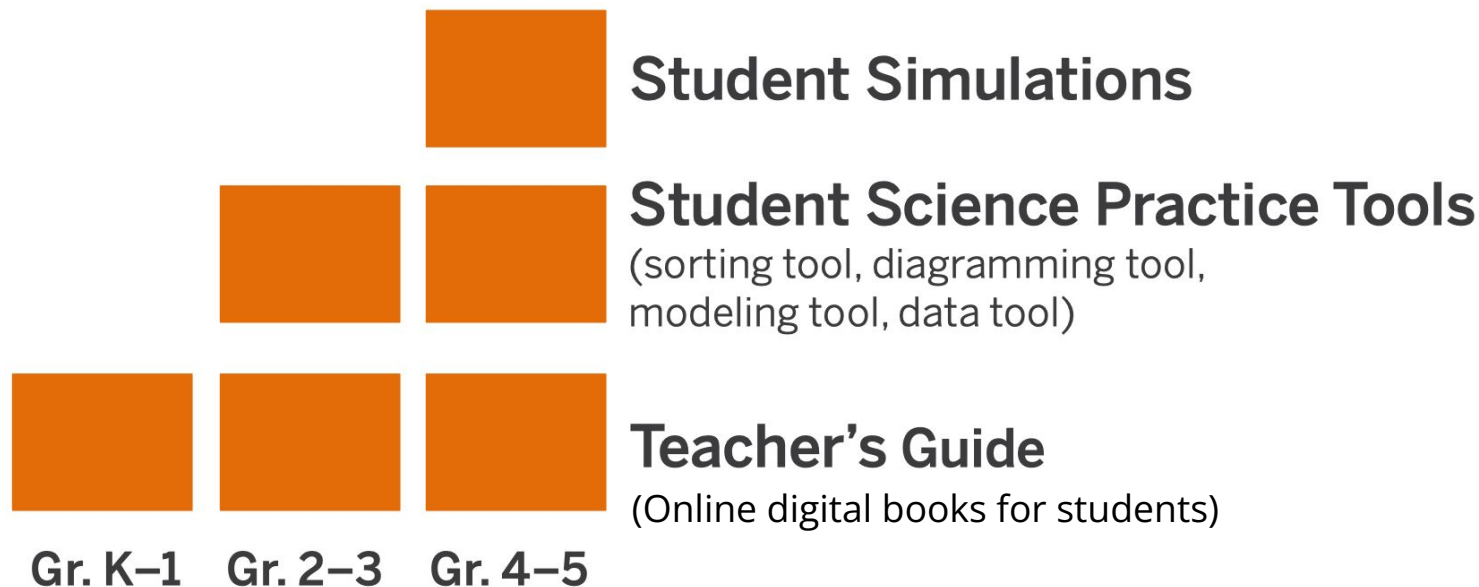 Student Simulations
Student Science Practice Tools
(sorting tool, diagramming tool,
modeling tool, data tool)
Teacher’s Guide
(Online digital books for students)
Gr. K–1 Gr. 2–3 Gr. 4–5